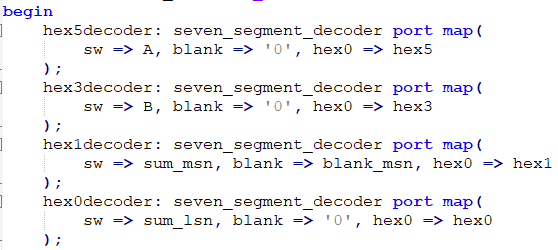 begin
hex5decoder: seven_segment_decoder port map(
sw => A, blank => '0', hex0 => hex5
);
hex3decoder: seven_segment_decoder port map(
sw => B, blank => '0', hex0 => hex3
);
hex1decoder: seven_segment_decoder port map(
sw => sum_msn, blank => blank_msn, hex0 => hex1
);
hex0decoder: seven_segment_decoder port map(
sw => sum_lsn, blank => '0', hex0 => hex0
);